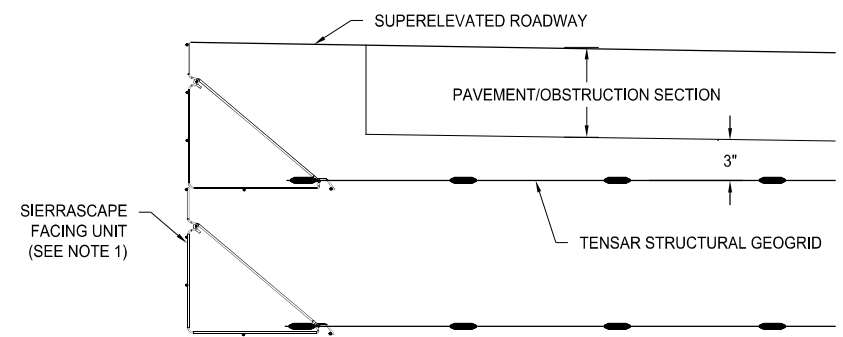 SUPERELEVATED ROADWAY
PAVEMENT/OBSTRUCTION SECTION
3"
SIERRASCAPE
FACING UNIT
(SEE NOTE 1)
TENSAR STRUCTURAL GEOGRID